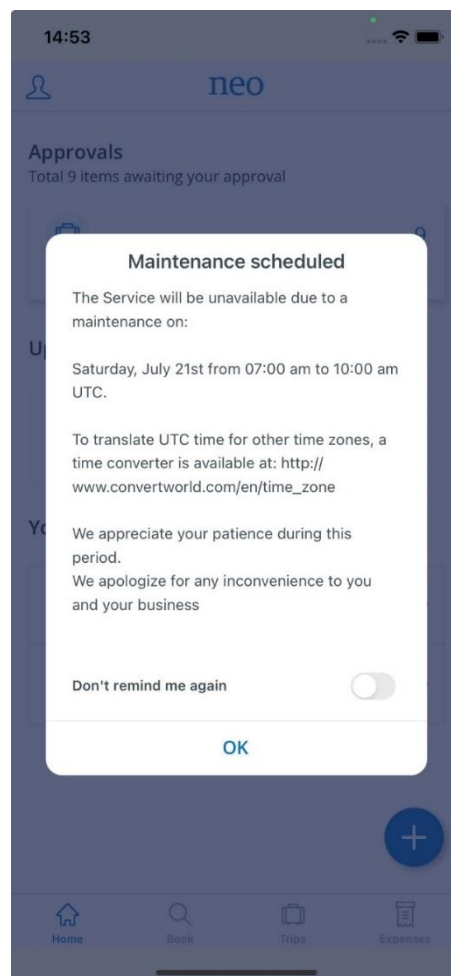 14:53
neo
Approvals
Total 9 items awaiting your approval
9
Maintenance scheduled
The Service will be unavailable due to a
maintenance on:
Saturday, July 21st from 07:00 am to 10:00 am
UTC.
To translate UTC time for other time zones, a
time converter is available at: http://
www.convertworld.com/en/time_zone
We appreciate your patience during this
period.
We apologize for any inconvenience to you
and your business
Don't remind me again
OK
Home
Book
Trips
Expenses